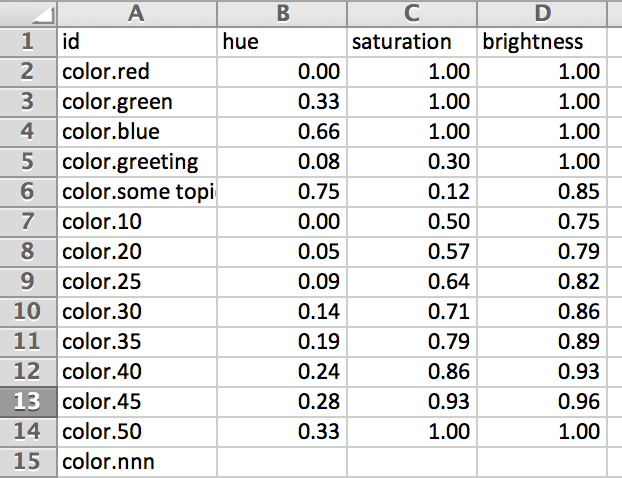 A B C D
1 id hue saturation brightness
2 color.red 0.00 1.00 1.00
3 color.green 0.33 1.00 1.00
4 color.blue 0.66 1.00 1.00
5 color.greeting 0.08 0.30 1.00
6 color.some topi 0.75 0.12 0.85
7 color.10 0.00 0.50 0.75
8 color.20 0.05 0.57 0.79
9 color.25 0.09 0.64 0.82
10 color.30 0.14 0.71 0.86
11 color.35 0.19 0.79 0.89
12 color.40 0.24 0.86 0.93
13 color.45 0.28 0.93 0.96
14 color.50 0.33 1.00 1.00
15 color.nnn